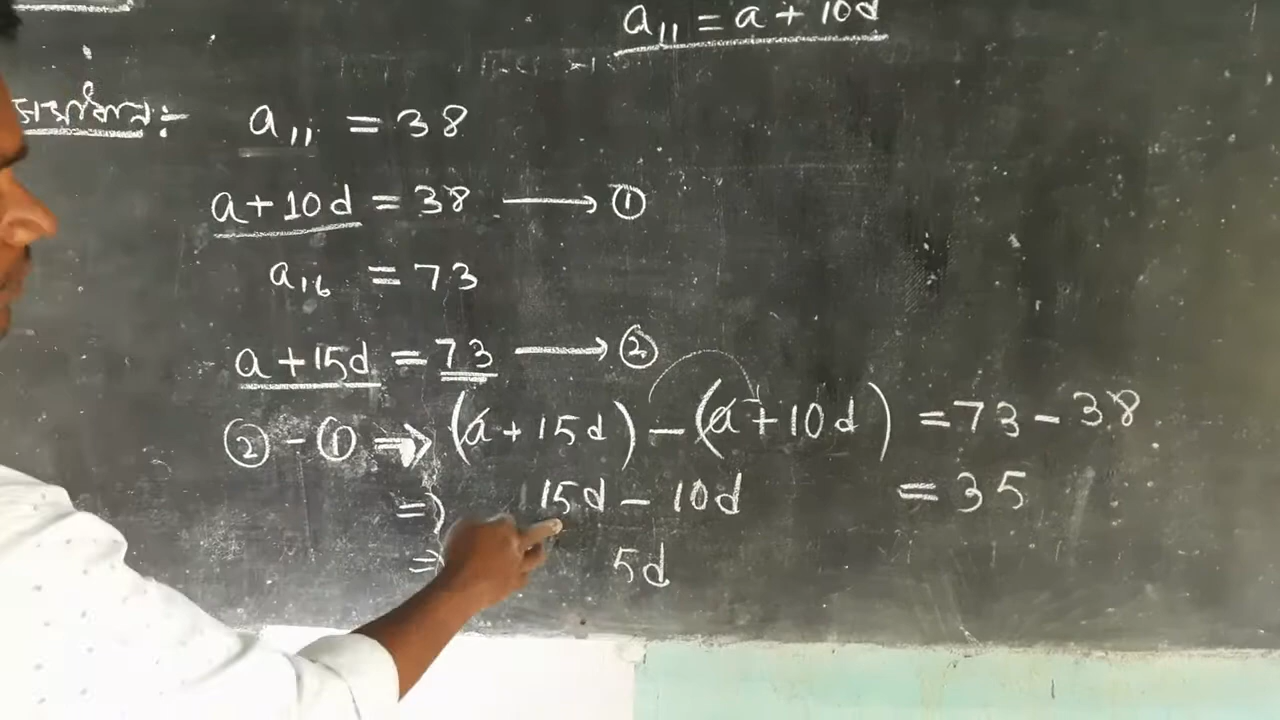 a₁₁ = a + 10d
সমাধান:- a₁₁ = 38
a + 10d = 38 ⟶ ①
a₁₆ = 73
a + 15d = 73 ⟶ ②
② - ① => (a + 15d) - (a + 10d) = 73 - 38
=> 15d - 10d = 35
=> 5d